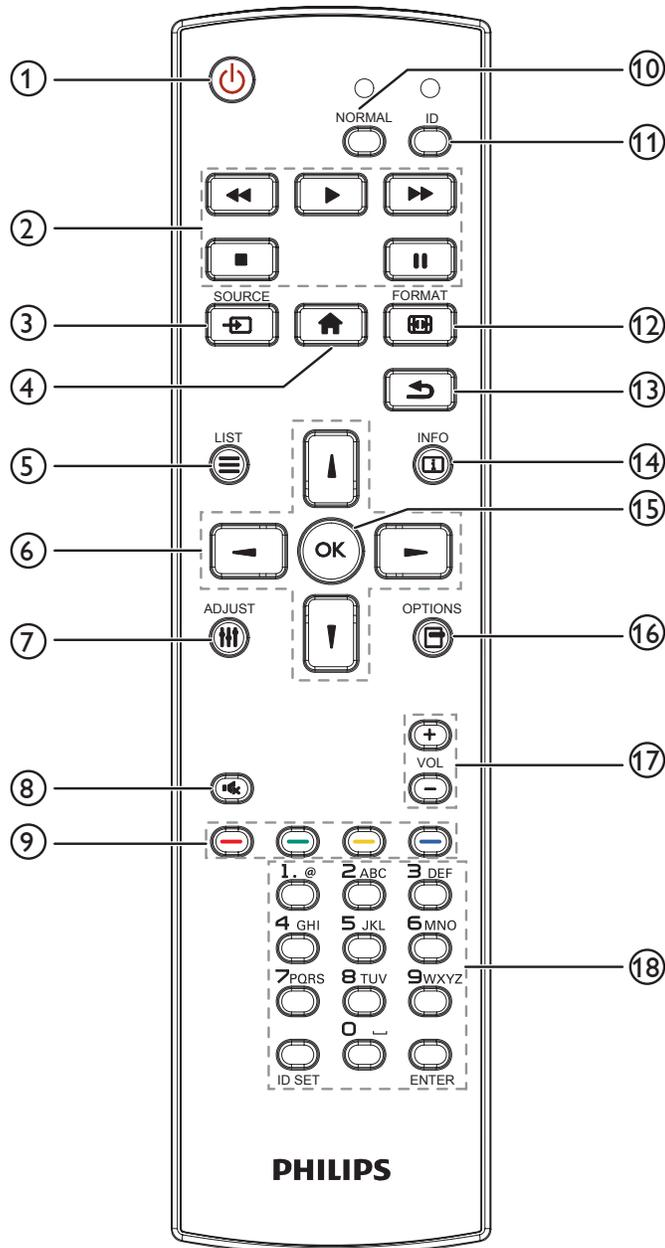 1
10
NORMAL
ID
11
2
SOURCE
FORMAT
3
12
4
13
LIST
INFO
5
14
15
6
OK
ADJUST
OPTIONS
7
16
+
VOL
17
8
−
9
1. @
2 ABC
3 DEF
4 GHI
5 JKL
6 MNO
18
7 PQRS
8 TUV
9 WXYZ
0 ⎵
ID SET
ENTER
PHILIPS